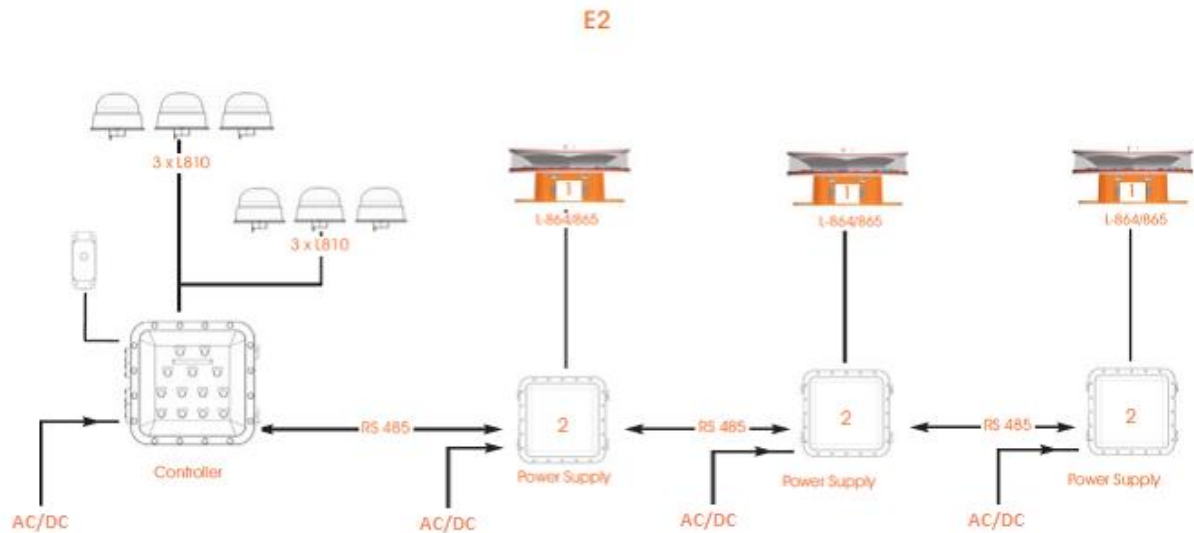 E2
3 x L810
3 x L810
1
L-864/865
1
L-864/865
1
L-864/865
2
2
2
RS 485
RS 485
RS 485
Controller
Power Supply
Power Supply
Power Supply
AC/DC
AC/DC
AC/DC
AC/DC